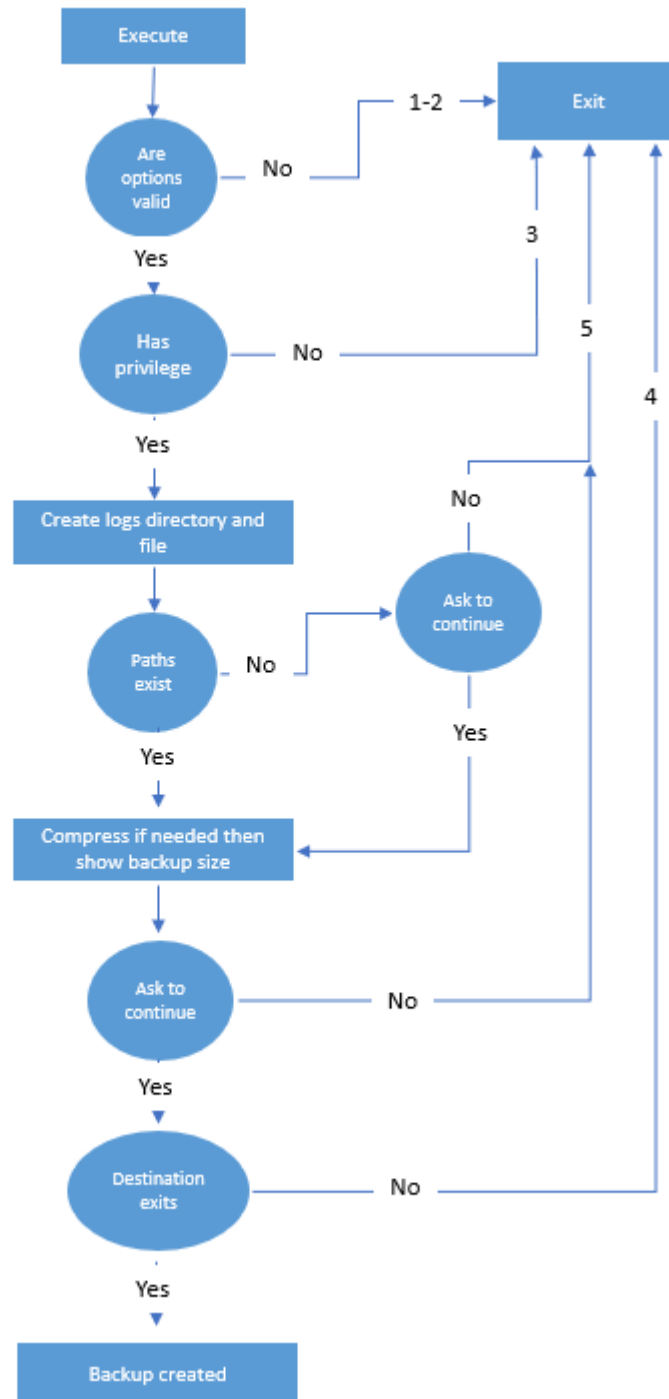 Execute
Exit
1-2
Are
options
valid
No
3
Yes
Has
privilege
No
5
4
Yes
No
Create logs directory and
file
Ask to
continue
Paths
exist
No
Yes
Yes
Compress if needed then
show backup size
Ask to
continue
No
Yes
Destination
exits
No
Yes
Backup created